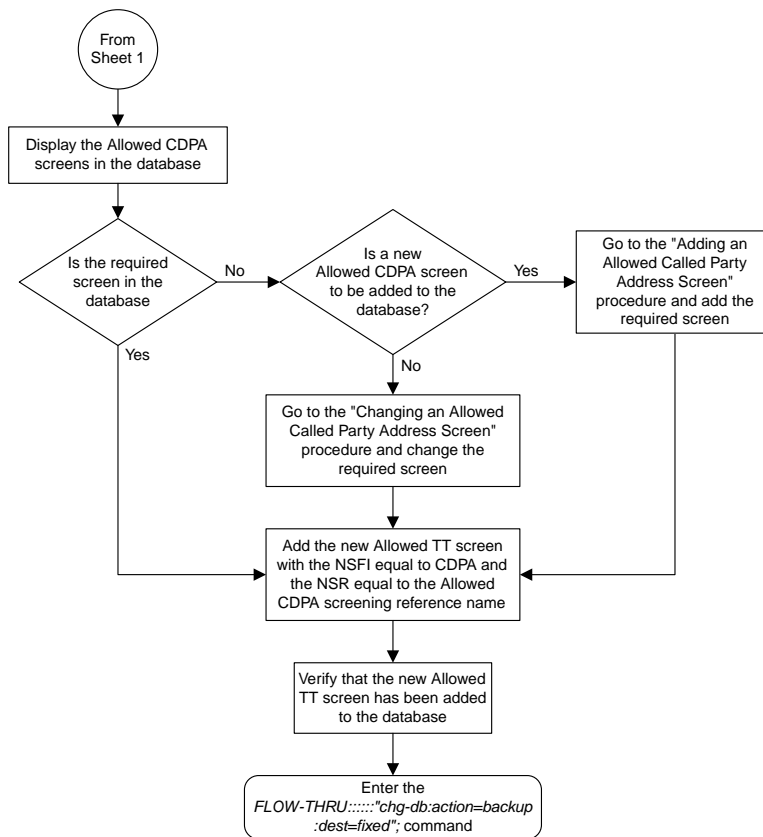 From
Sheet 1
Display the Allowed CDPA
screens in the database
Is the required
screen in the
database
No
Yes
Is a new
Allowed CDPA screen
to be added to the
database?
Yes
No
Go to the "Adding an
Allowed Called Party
Address Screen"
procedure and add the
required screen
Go to the "Changing an Allowed
Called Party Address Screen"
procedure and change the
required screen
Add the new Allowed TT screen
with the NSFI equal to CDPA and
the NSR equal to the Allowed
CDPA screening reference name
Verify that the new Allowed
TT screen has been added
to the database
Enter the
FLOW-THRU::::::"chg-db:action=backup
:dest=fixed"; command